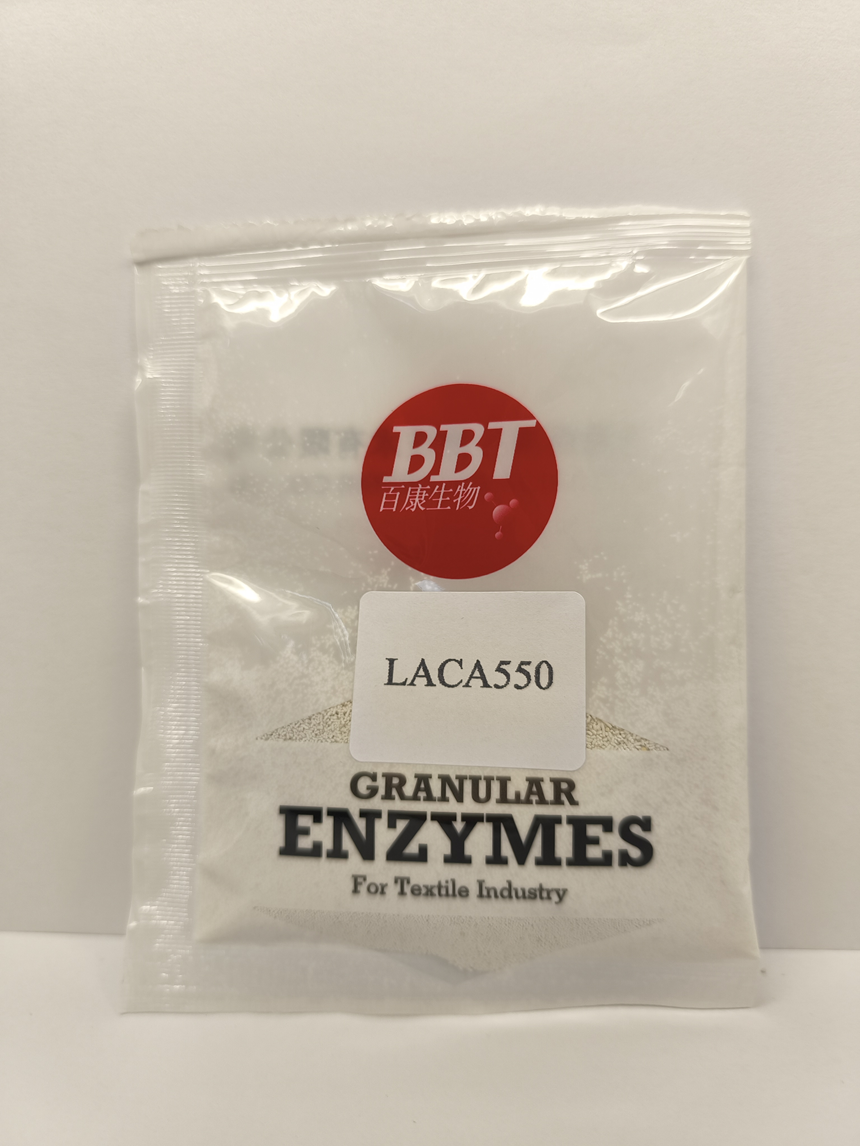 BBT
百康生物
LACA550
GRANULAR
ENZYMES
For Textile Industry